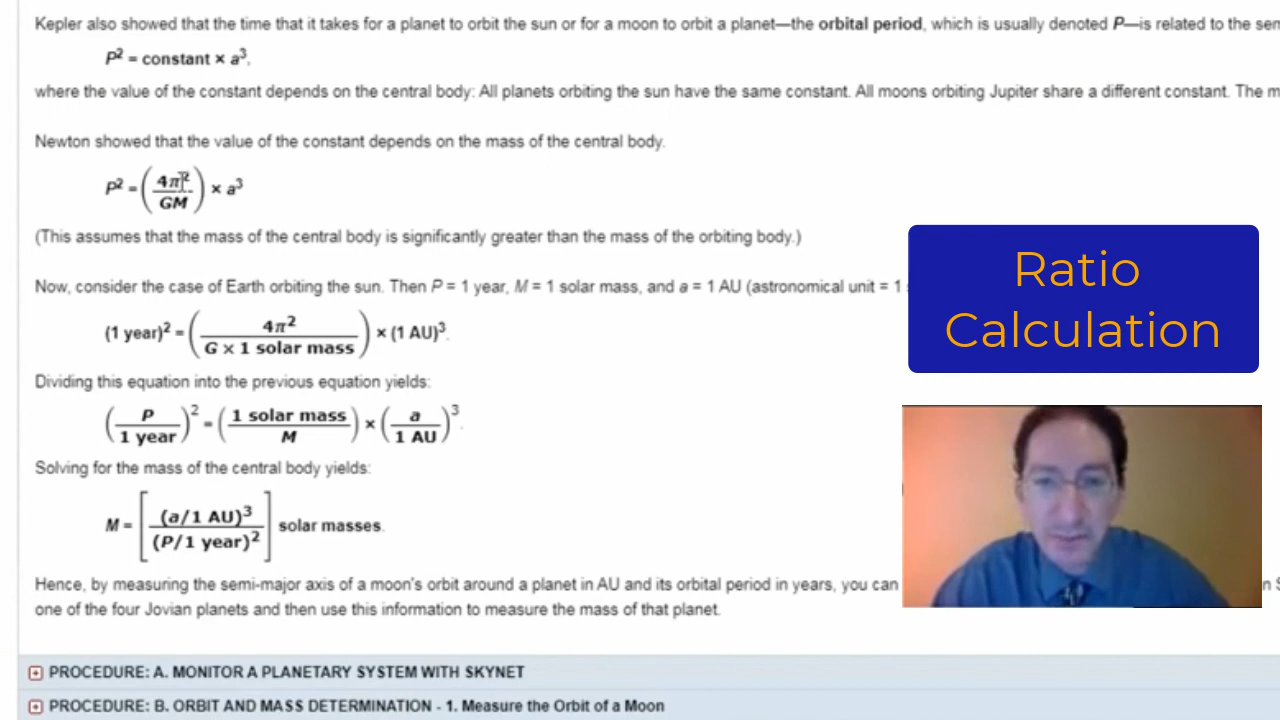 Kepler also showed that the time that it takes for a planet to orbit the sun or for a moon to orbit a planet—the orbital period, which is usually denoted P—is related to the
P² = constant × a³,
where the value of the constant depends on the central body: All planets orbiting the sun have the same constant. All moons orbiting Jupiter share a different constant. The
Newton showed that the value of the constant depends on the mass of the central body.
P² = (4π²/GM) × a³
(This assumes that the mass of the central body is significantly greater than the mass of the orbiting body.)
Now, consider the case of Earth orbiting the sun. Then P = 1 year, M = 1 solar mass, and a = 1 AU (astronomical unit = 1
(1 year)² = (4π²/G × 1 solar mass) × (1 AU)³.
Dividing this equation into the previous equation yields:
(P/1 year)² = (1 solar mass/M) × (a/1 AU)³.
Solving for the mass of the central body yields:
M = [(a/1 AU)³/(P/1 year)²] solar masses.
Hence, by measuring the semi-major axis of a moon's orbit around a planet in AU and its orbital period in years, you can
one of the four Jovian planets and then use this information to measure the mass of that planet.
PROCEDURE: A. MONITOR A PLANETARY SYSTEM WITH SKYNET
PROCEDURE: B. ORBIT AND MASS DETERMINATION - 1. Measure the Orbit of a Moon
Ratio
Calculation